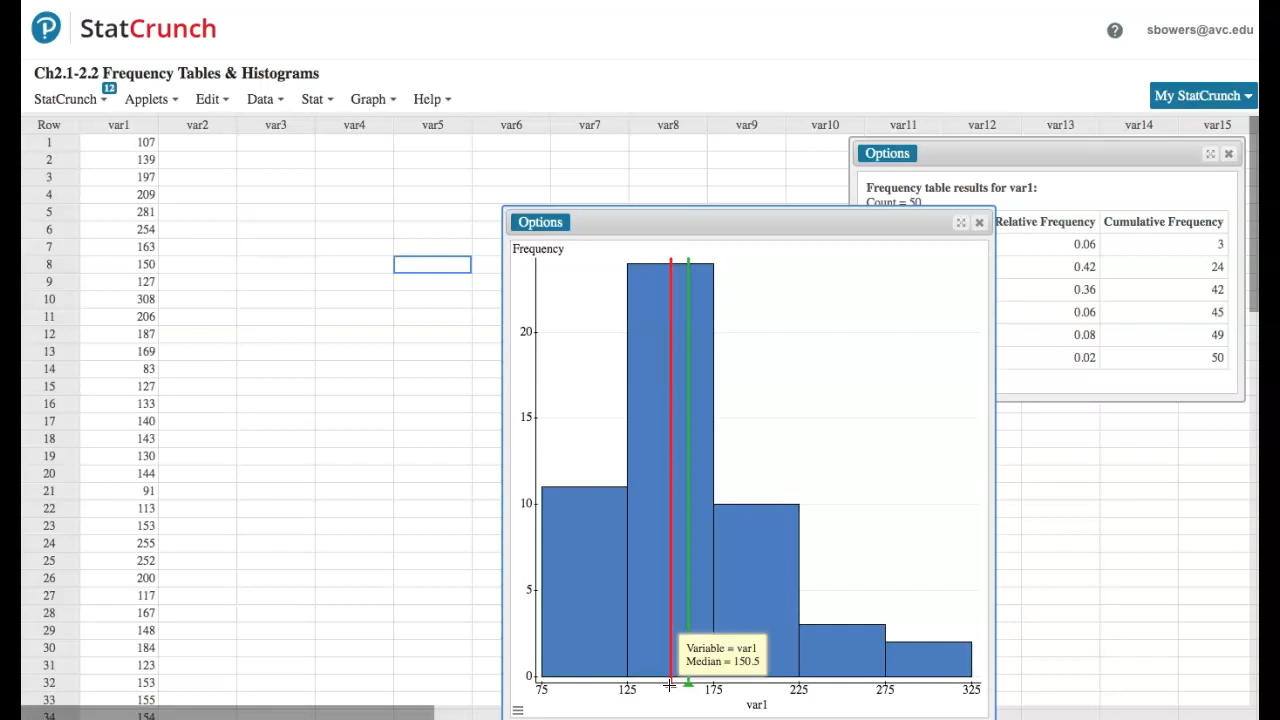 StatCrunch
sbowers@avc.edu
Ch2.1-2.2 Frequency Tables & Histograms
StatCrunch 12 Applets Edit Data Stat Graph Help
My StatCrunch
Row var1 var2 var3 var4 var5 var6 var7 var8 var9 var10 var11 var12 var13 var14 var15
1 107
2 139
3 197
4 209
5 281
6 254
7 163
8 150
9 127
10 308
11 206
12 187
13 169
14 83
15 127
16 133
17 140
18 143
19 130
20 144
21 91
22 113
23 153
24 255
25 252
26 200
27 117
28 167
29 148
30 184
31 123
32 153
33 155
34 154
Options
Frequency table results for var1:
Count = 50
Relative Frequency Cumulative Frequency
0.06 3
0.42 24
0.36 42
0.06 45
0.08 49
0.02 50
Options
Frequency
20
15
10
5
0
Variable = var1
Median = 150.5
75 125 175 225 275 325
var1